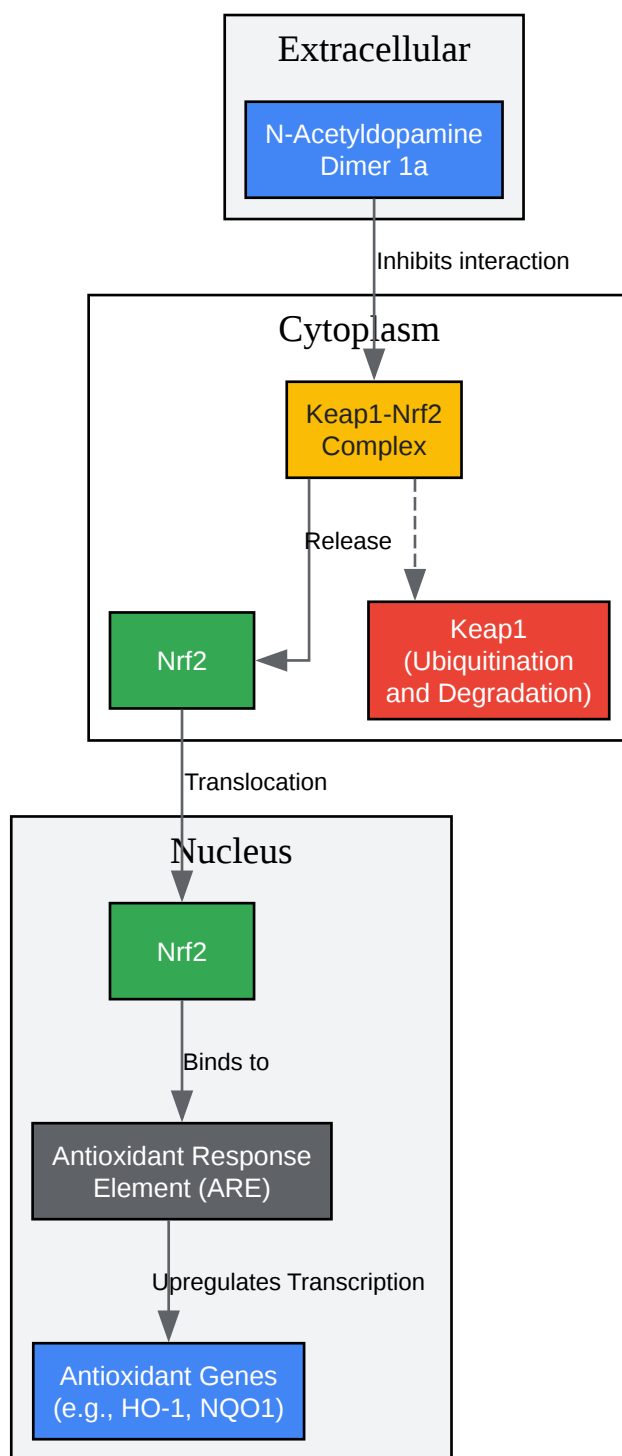 Extracellular
N-Acetyldopamine
Dimer 1a
Inhibits interaction
Cytoplasm
Keap1-Nrf2
Complex
Release
Nrf2
Keap1
(Ubiquitination
and Degradation)
Translocation
Nucleus
Nrf2
Binds to
Antioxidant Response
Element (ARE)
Upregulates Transcription
Antioxidant Genes
(e.g., HO-1, NQO1)